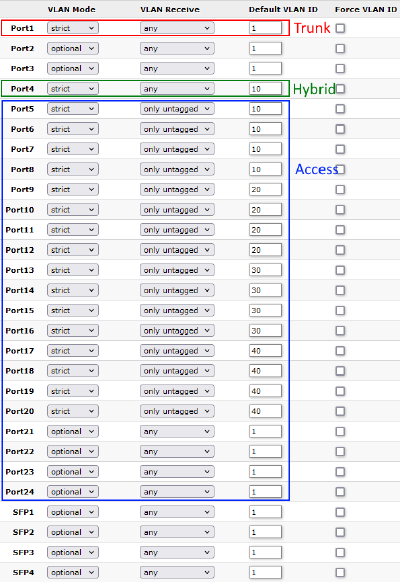 VLAN Mode VLAN Receive Default VLAN ID Force VLAN ID
Port1 strict any 1 Trunk
Port2 optional any 1
Port3 optional any 1
Port4 strict any 10 Hybrid
Port5 strict only untagged 10
Port6 strict only untagged 10
Port7 strict only untagged 10
Port8 strict only untagged 10 Access
Port9 strict only untagged 20
Port10 strict only untagged 20
Port11 strict only untagged 20
Port12 strict only untagged 20
Port13 strict only untagged 30
Port14 strict only untagged 30
Port15 strict only untagged 30
Port16 strict only untagged 30
Port17 strict only untagged 40
Port18 strict only untagged 40
Port19 strict only untagged 40
Port20 strict only untagged 40
Port21 optional any 1
Port22 optional any 1
Port23 optional any 1
Port24 optional any 1
SFP1 optional any 1
SFP2 optional any 1
SFP3 optional any 1
SFP4 optional any 1